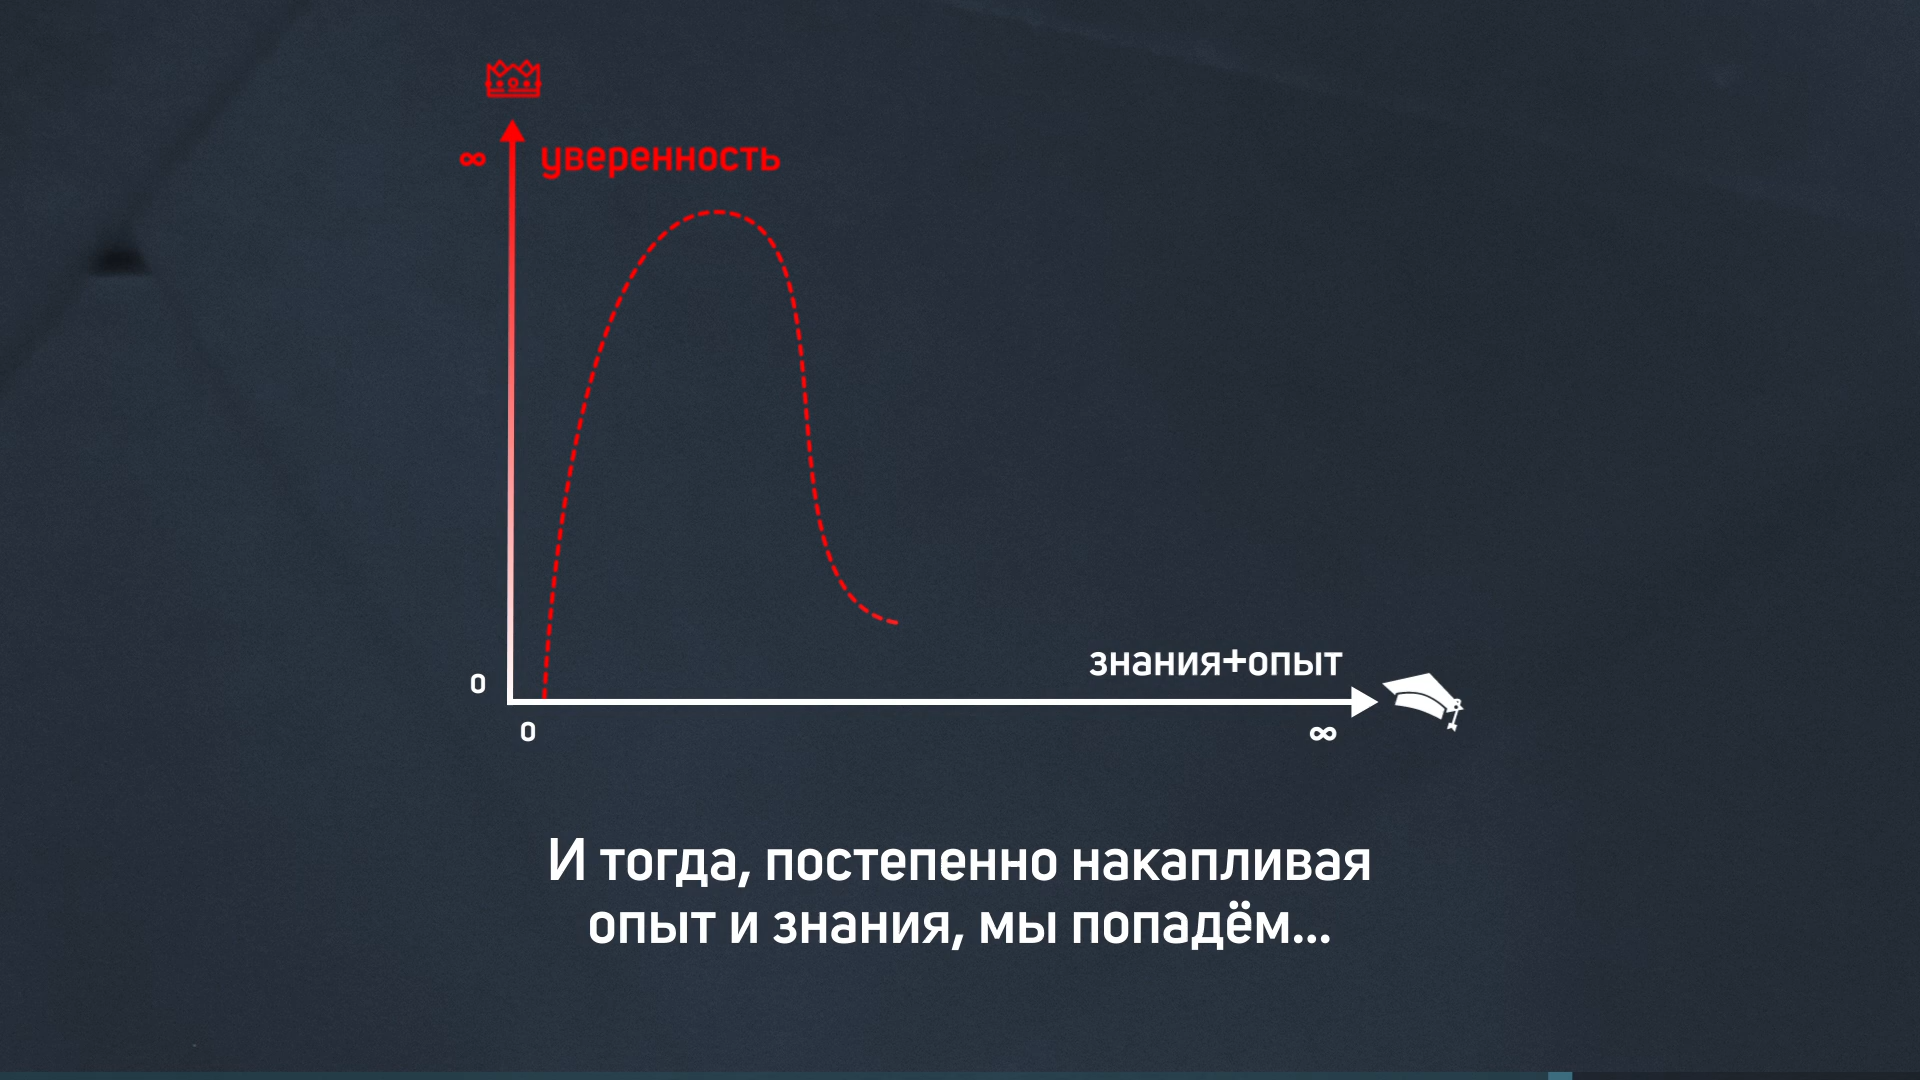 ∞ уверенность
знания+опыт
0
0
∞
И тогда, постепенно накапливая
опыт и знания, мы попадём...